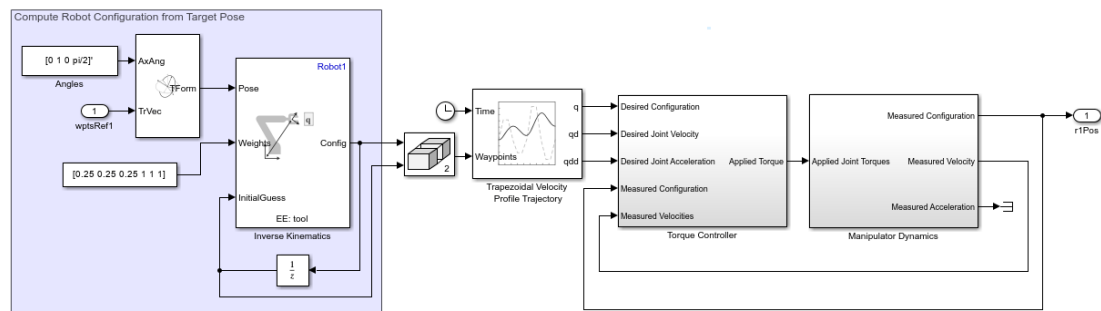 Compute Robot Configuration from Target Pose
[0 1 0 pi/2]'
Angles
1
wptsRef1
AxAng
TForm
TrVec
[0.25 0.25 0.25 1 1 1]
Robot1
Pose
Weights
Config
InitialGuess
q
EE: tool
Inverse Kinematics
1
z
2
Time
Waypoints
q
qd
qdd
Trapezoidal Velocity
Profile Trajectory
Desired Configuration
Desired Joint Velocity
Desired Joint Acceleration
Measured Configuration
Measured Velocities
Applied Torque
Torque Controller
Applied Joint Torques
Measured Configuration
Measured Velocity
Measured Acceleration
Manipulator Dynamics
1
r1Pos